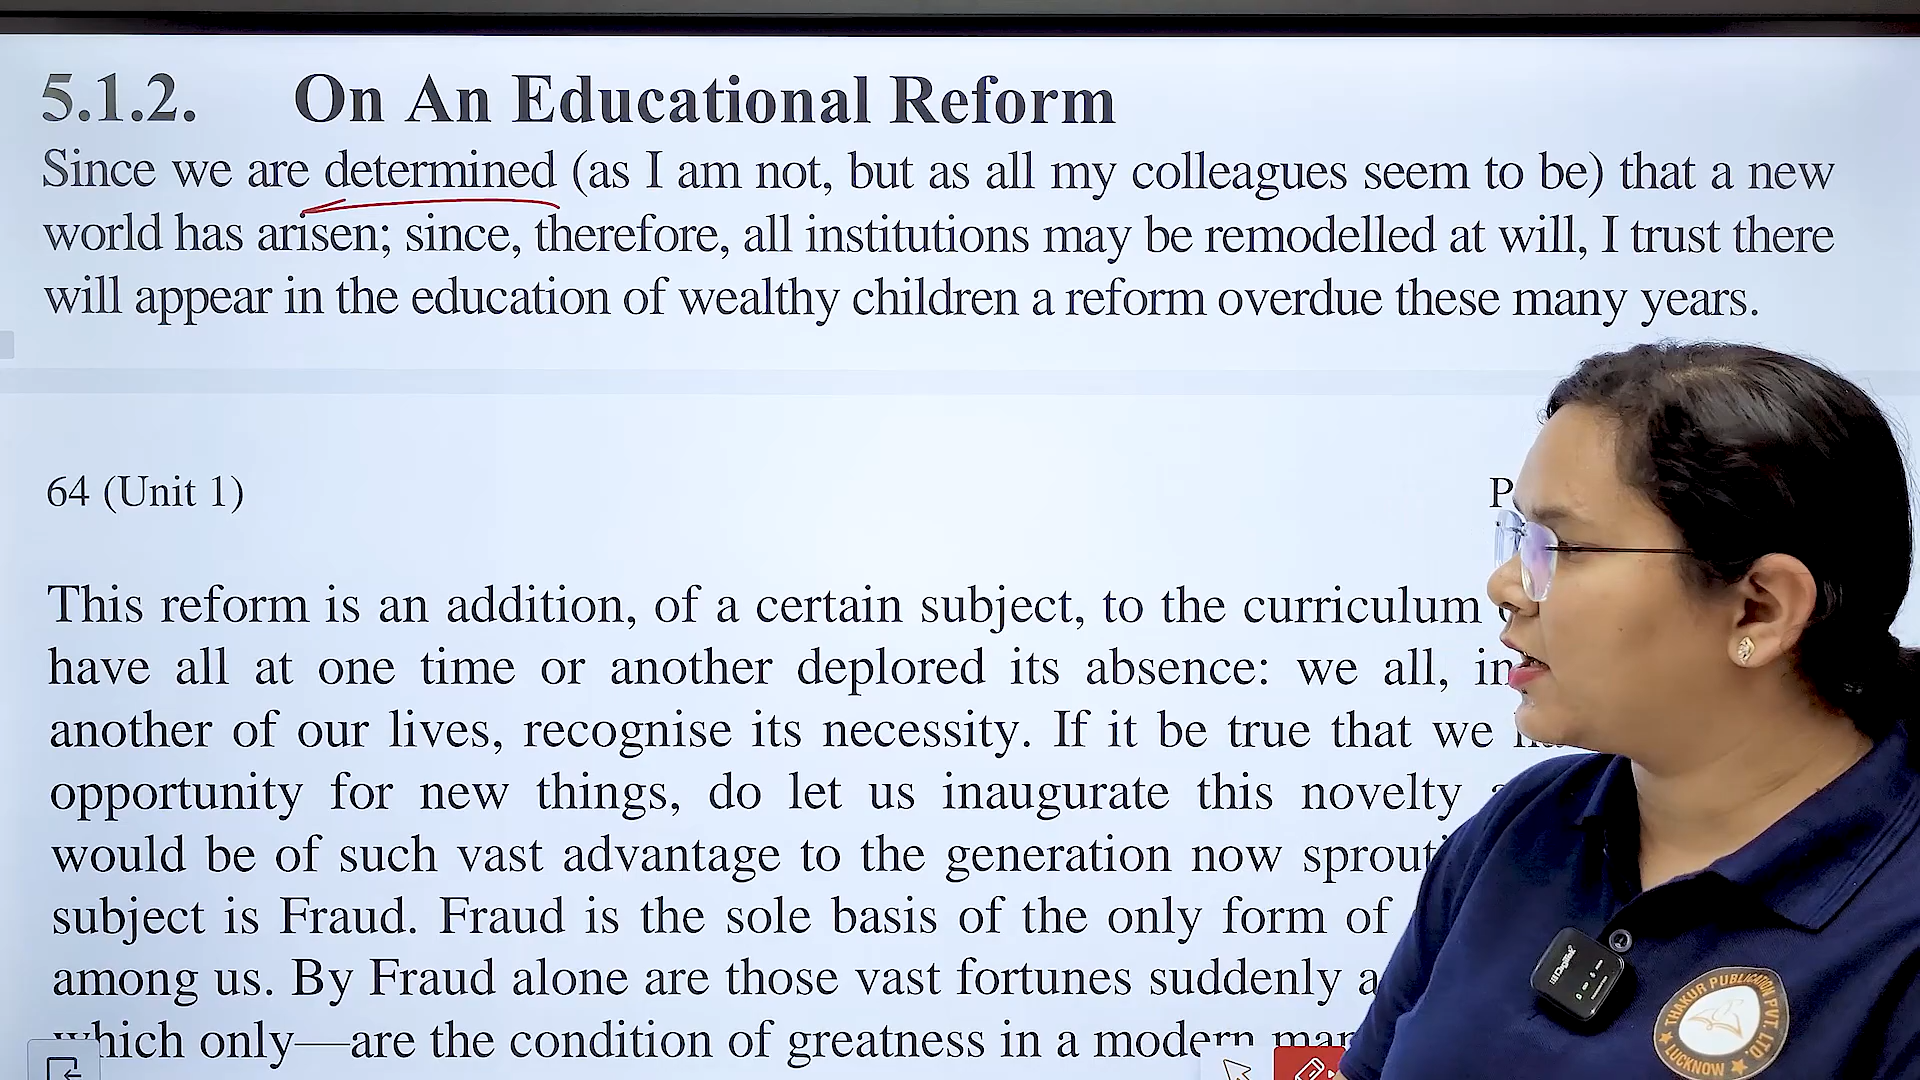 5.1.2. On An Educational Reform
Since we are determined (as I am not, but as all my colleagues seem to be) that a new
world has arisen; since, therefore, all institutions may be remodelled at will, I trust there
will appear in the education of wealthy children a reform overdue these many years.
64 (Unit 1)
This reform is an addition, of a certain subject, to the curriculum
have all at one time or another deplored its absence: we all, in
another of our lives, recognise its necessity. If it be true that we
opportunity for new things, do let us inaugurate this novelty
would be of such vast advantage to the generation now
subject is Fraud. Fraud is the sole basis of the only form of
among us. By Fraud alone are those vast fortunes suddenly
which only—are the condition of greatness in a modern
THAKUR PUBLICATION PVT. LTD.
LUCKNOW